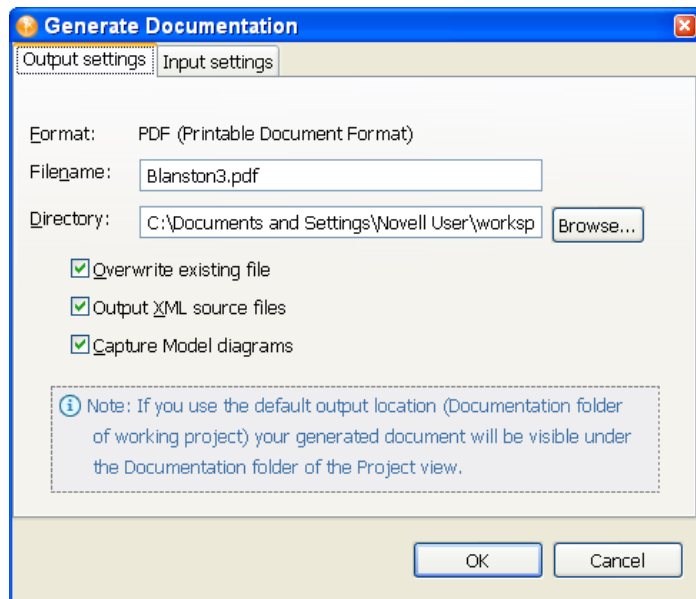 Generate Documentation
Output settings
Input settings
Format: PDF (Printable Document Format)
Filename: Blanston3.pdf
Directory: C:\Documents and Settings\Novell User\worksp Browse...
Overwrite existing file
Output XML source files
Capture Model diagrams
Note: If you use the default output location (Documentation folder
of working project) your generated document will be visible under
the Documentation folder of the Project view.
OK
Cancel